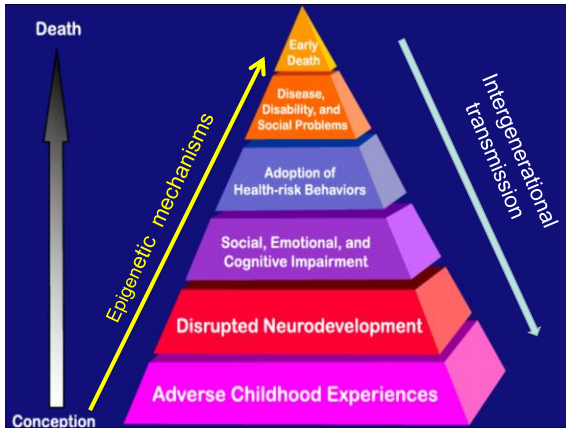 Death
Early
Death
Disease,
Disability, and
Social Problems
Adoption of
Health-risk Behaviors
Social, Emotional, and
Cognitive Impairment
Disrupted Neurodevelopment
Adverse Childhood Experiences
Conception
Epigenetic mechanisms
Intergenerational
transmission